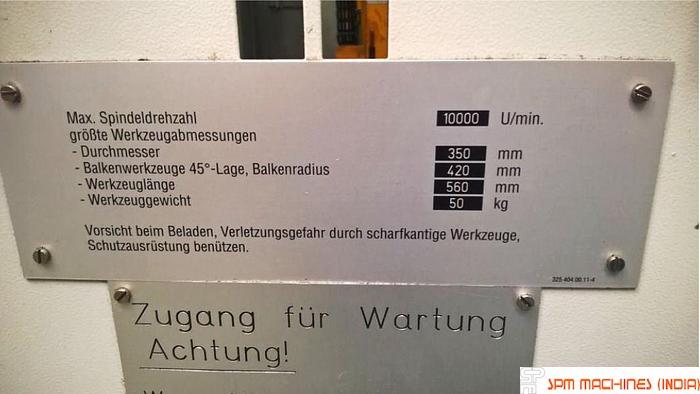 Max. Spindeldrehzahl 10000 U/min.
größte Werkzeugabmessungen
- Durchmesser 350 mm
- Balkenwerkzeuge 45°-Lage, Balkenradius 420 mm
- Werkzeuglänge 560 mm
- Werkzeuggewicht 50 kg
Vorsicht beim Beladen, Verletzungsgefahr durch scharfkantige Werkzeuge,
Schutzausrüstung benützen.
325 404.00.11-4
Zugang für Wartung
Achtung!
SPM MACHINES (INDIA)